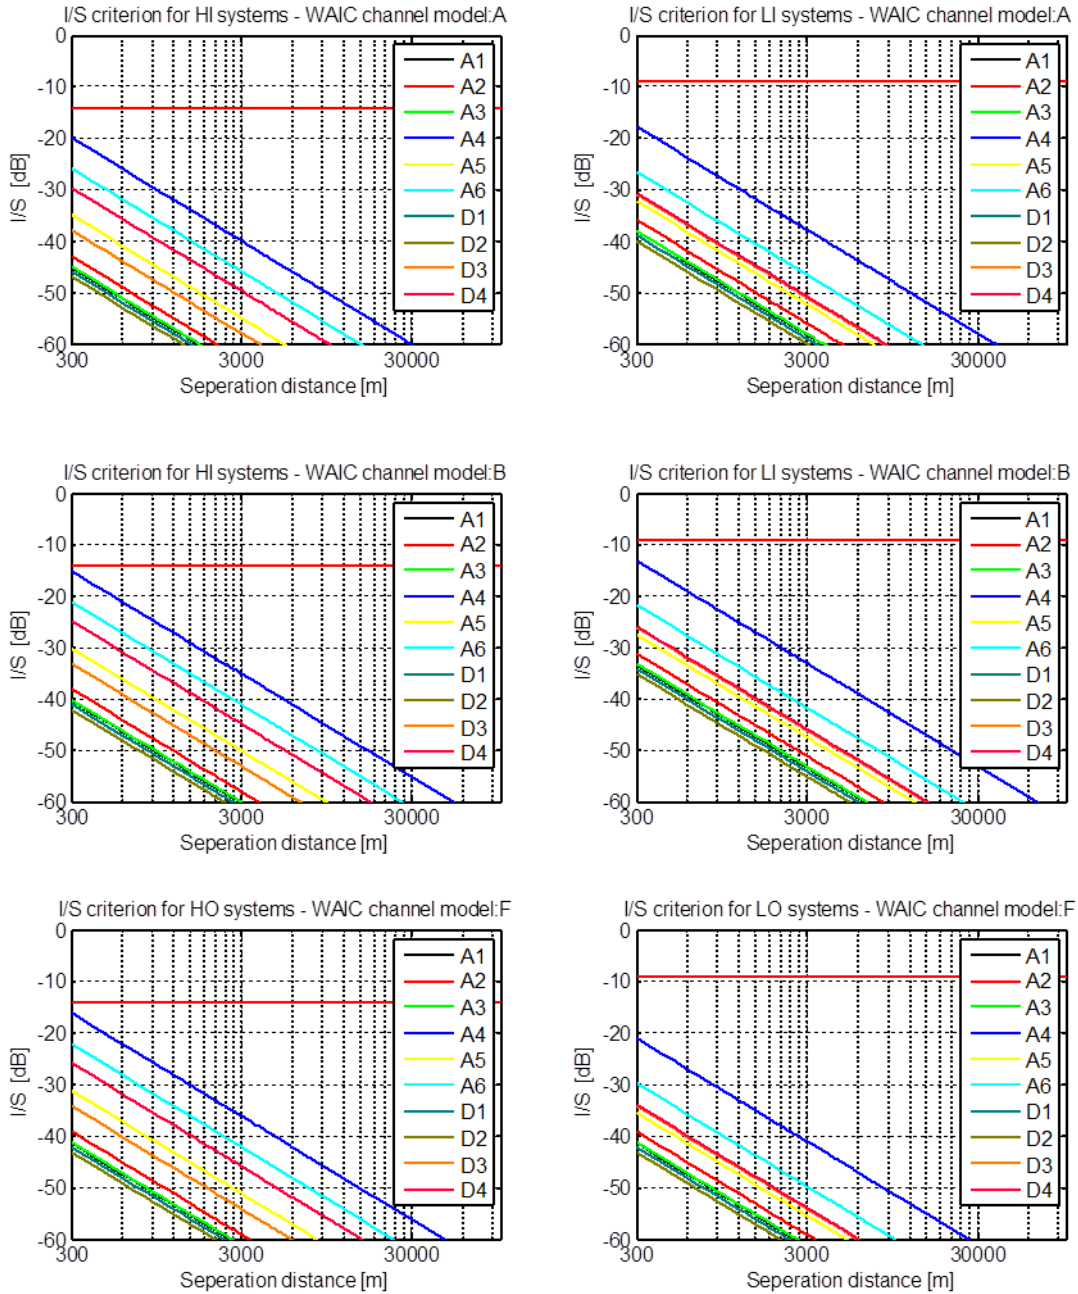 I/S criterion for HI systems - WAIC channel model:A
I/S [dB]
0
-10
-20
-30
-40
-50
-60
A1
A2
A3
A4
A5
A6
D1
D2
D3
D4
300
3000
30000
Seperation distance [m]
I/S criterion for LI systems - WAIC channel model:A
I/S [dB]
0
-10
-20
-30
-40
-50
-60
A1
A2
A3
A4
A5
A6
D1
D2
D3
D4
300
3000
30000
Seperation distance [m]
I/S criterion for HI systems - WAIC channel model:B
I/S [dB]
0
-10
-20
-30
-40
-50
-60
A1
A2
A3
A4
A5
A6
D1
D2
D3
D4
300
3000
30000
Seperation distance [m]
I/S criterion for LI systems - WAIC channel model:B
I/S [dB]
0
-10
-20
-30
-40
-50
-60
A1
A2
A3
A4
A5
A6
D1
D2
D3
D4
300
3000
30000
Seperation distance [m]
I/S criterion for HO systems - WAIC channel model:F
I/S [dB]
0
-10
-20
-30
-40
-50
-60
A1
A2
A3
A4
A5
A6
D1
D2
D3
D4
300
3000
30000
Seperation distance [m]
I/S criterion for LO systems - WAIC channel model:F
I/S [dB]
0
-10
-20
-30
-40
-50
-60
A1
A2
A3
A4
A5
A6
D1
D2
D3
D4
300
3000
30000
Seperation distance [m]